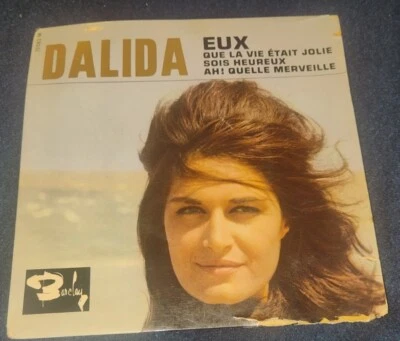 DALIDA
EUX
QUE LA VIE ÉTAIT JOLIE
SOIS HEUREUX
AH! QUELLE MERVEILLE
Barclay